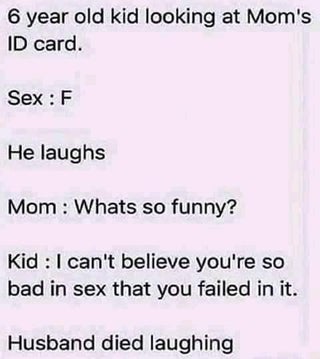 6 year old kid looking at Mom's
ID card.
Sex : F
He laughs
Mom : Whats so funny?
Kid : I can't believe you're so
bad in sex that you failed in it.
Husband died laughing